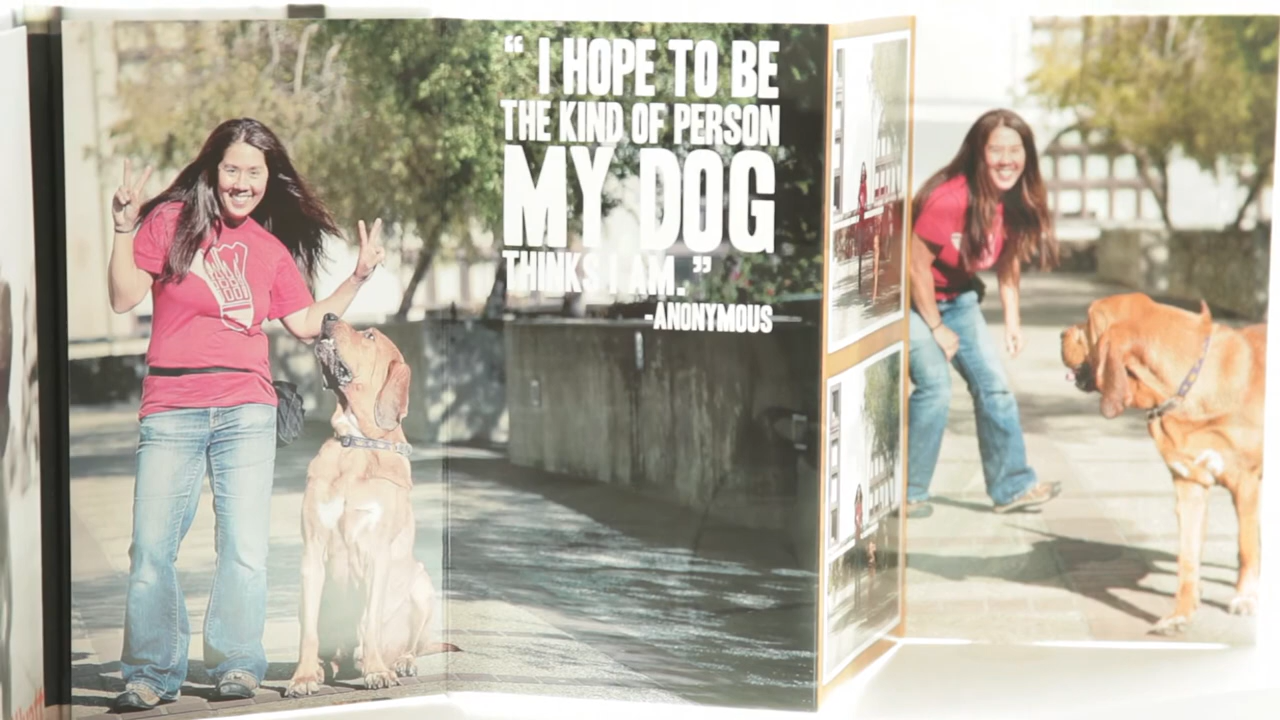 “ I HOPE TO BE
THE KIND OF PERSON
MY DOG
THINKS I AM.”
-ANONYMOUS